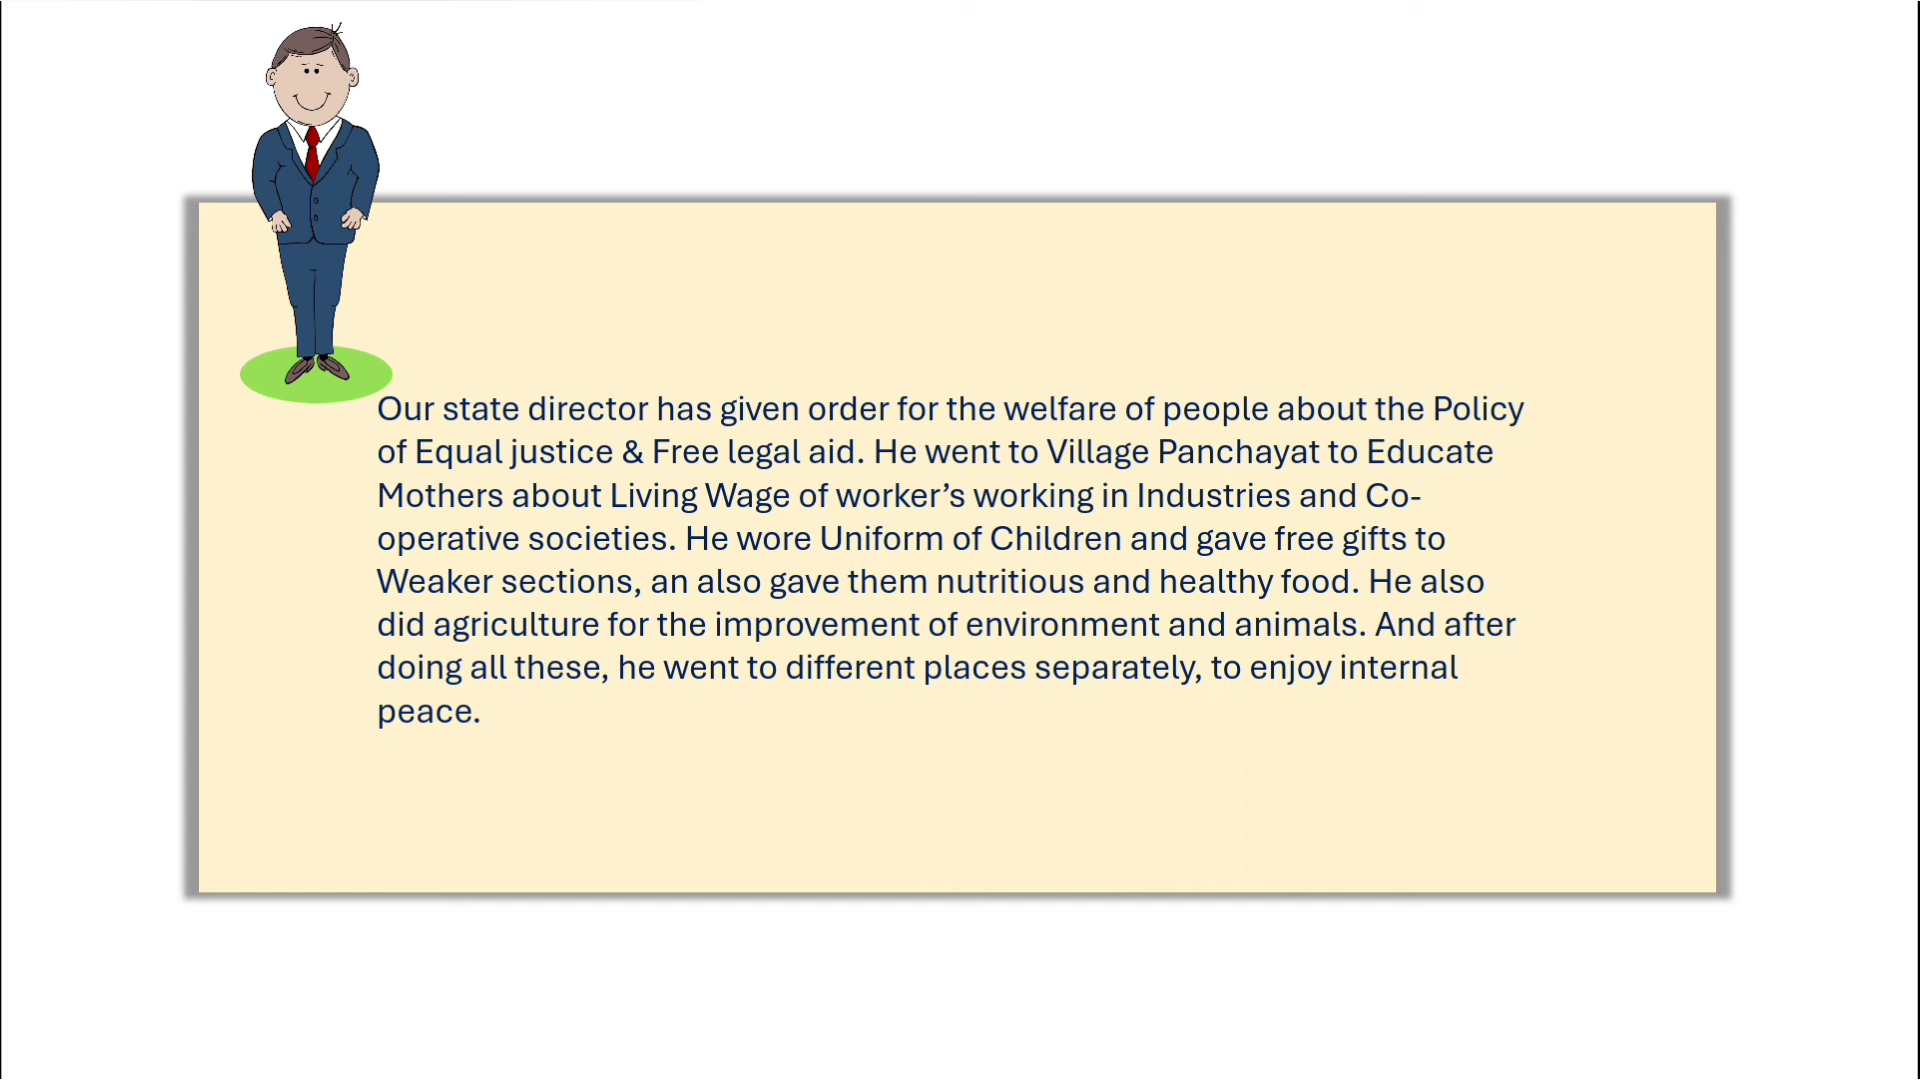 Our state director has given order for the welfare of people about the Policy
of Equal justice & Free legal aid. He went to Village Panchayat to Educate
Mothers about Living Wage of worker’s working in Industries and Co-
operative societies. He wore Uniform of Children and gave free gifts to
Weaker sections, an also gave them nutritious and healthy food. He also
did agriculture for the improvement of environment and animals. And after
doing all these, he went to different places separately, to enjoy internal
peace.